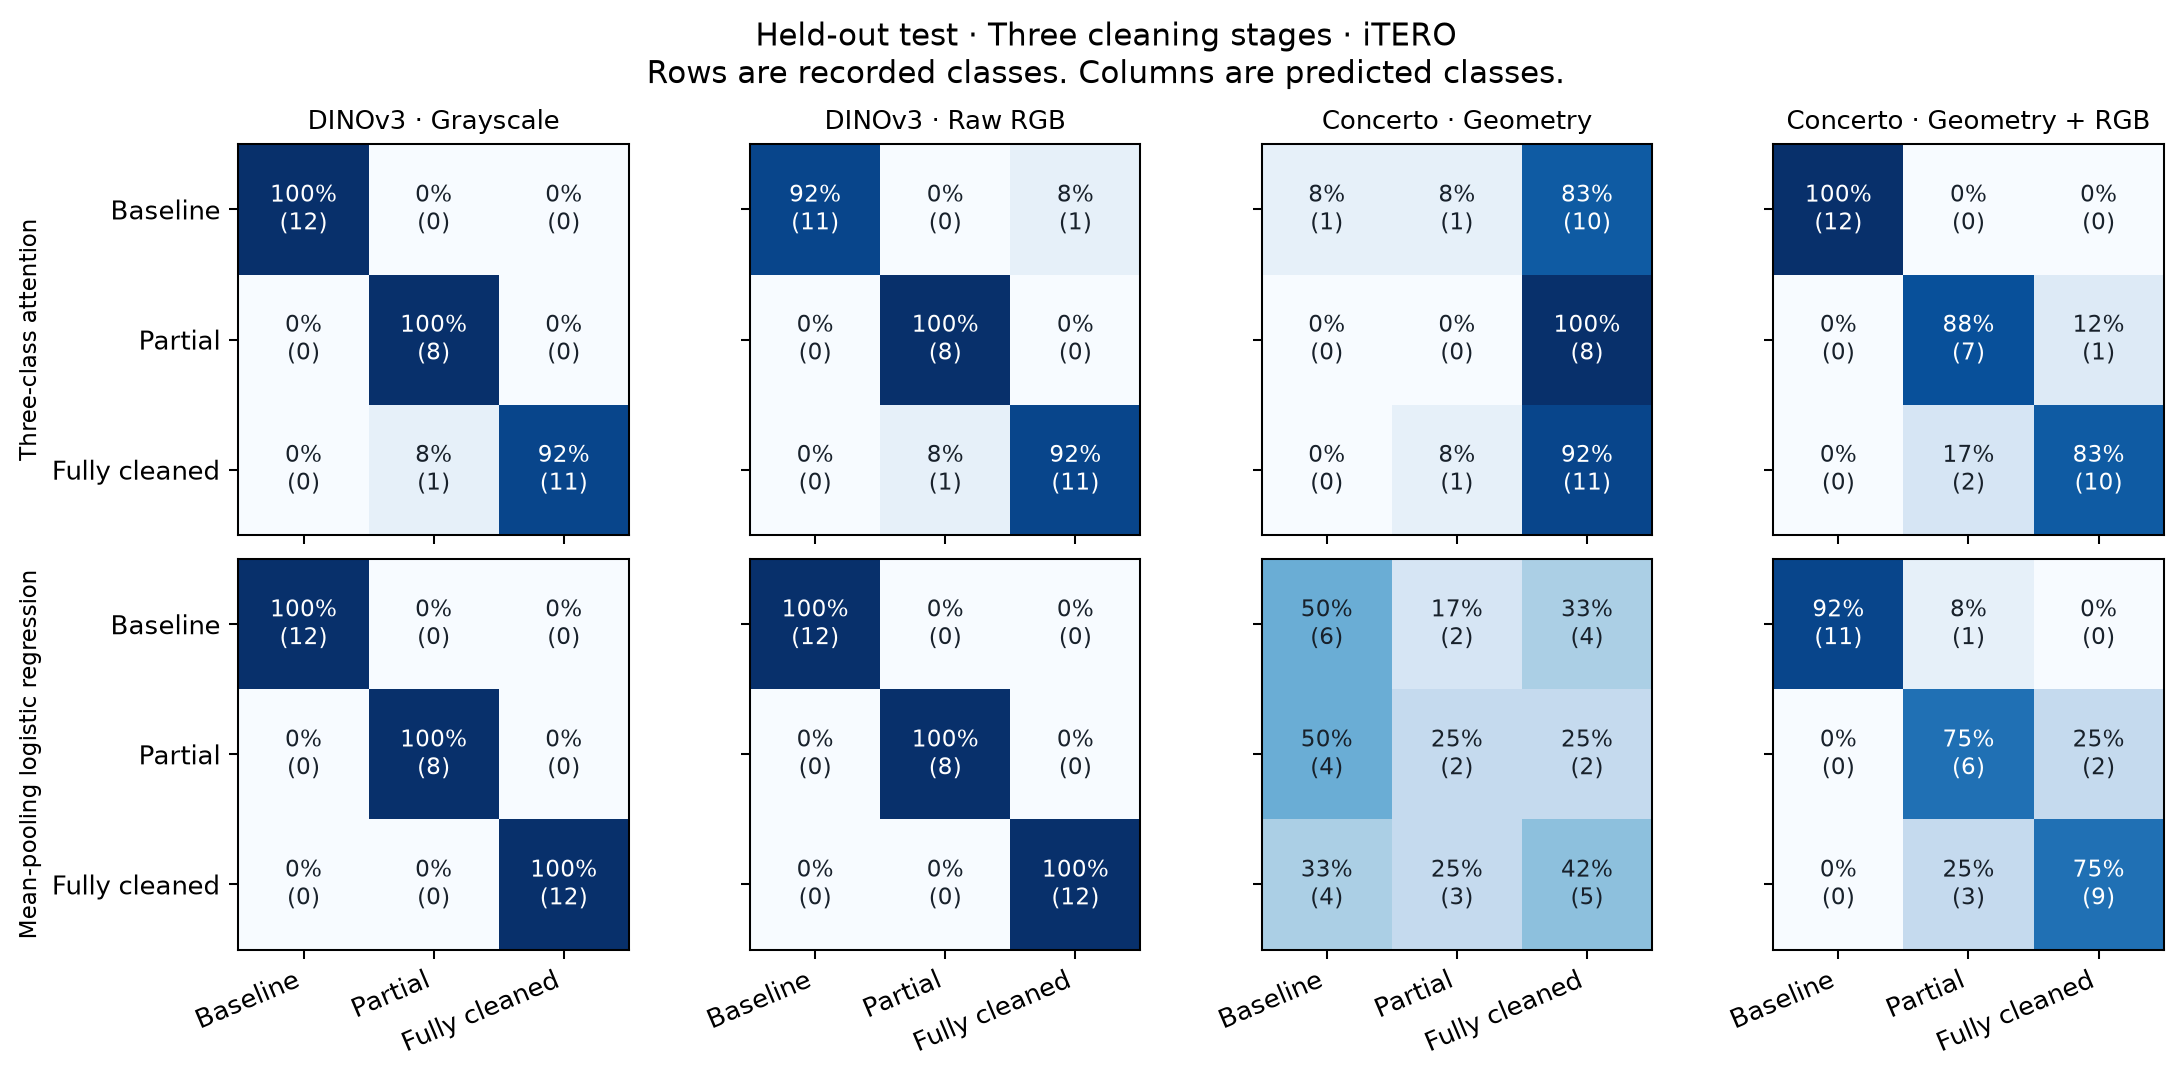 Held-out test · Three cleaning stages · iTERO
Rows are recorded classes. Columns are predicted classes.
DINOv3 · Grayscale
DINOv3 · Raw RGB
Concerto · Geometry
Concerto · Geometry + RGB
Three-class attention
Baseline
100% 0% 0% 92% 0% 8% 8% 8% 83% 100% 0% 0%
(12) (0) (0) (11) (0) (1) (1) (1) (10) (12) (0) (0)
Partial
0% 100% 0% 0% 100% 0% 0% 0% 100% 0% 88% 12%
(0) (8) (0) (0) (8) (0) (0) (0) (8) (0) (7) (1)
Fully cleaned
0% 8% 92% 0% 8% 92% 0% 8% 92% 0% 17% 83%
(0) (1) (11) (0) (1) (11) (0) (1) (11) (0) (2) (10)
Mean-pooling logistic regression
Baseline
100% 0% 0% 100% 0% 0% 50% 17% 33% 92% 8% 0%
(12) (0) (0) (12) (0) (0) (6) (2) (4) (11) (1) (0)
Partial
0% 100% 0% 0% 100% 0% 50% 25% 25% 0% 75% 25%
(0) (8) (0) (0) (8) (0) (4) (2) (2) (0) (6) (2)
Fully cleaned
0% 0% 100% 0% 0% 100% 33% 25% 42% 0% 25% 75%
(0) (0) (12) (0) (0) (12) (4) (3) (5) (0) (3) (9)
Baseline Partial Fully cleaned Baseline Partial Fully cleaned Baseline Partial Fully cleaned Baseline Partial Fully cleaned